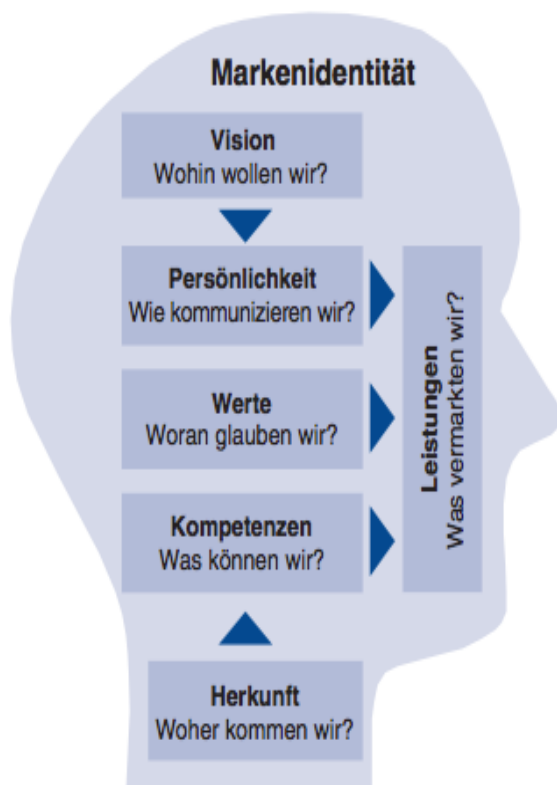 Markenidentität
Vision
Wohin wollen wir?
Persönlichkeit
Wie kommunizieren wir?
Werte
Woran glauben wir?
Kompetenzen
Was können wir?
Leistungen
Was vermarkten wir?
Herkunft
Woher kommen wir?